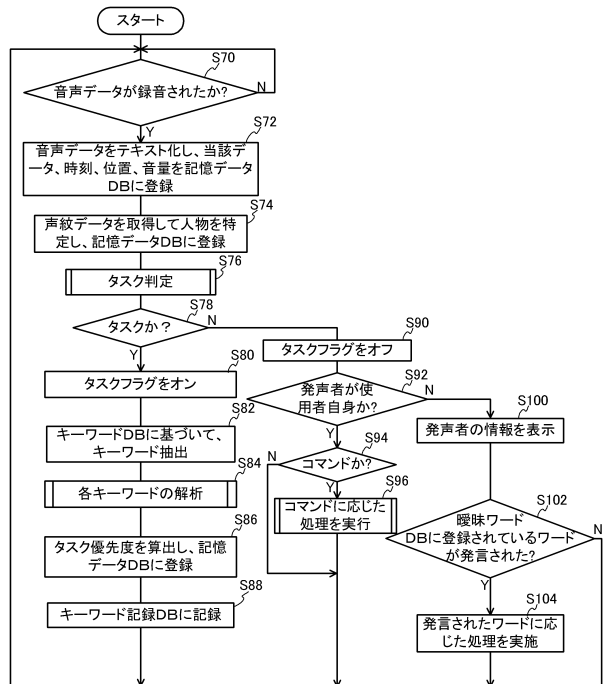 スタート
S70
音声データが録音されたか?
N
Y
S72
音声データをテキスト化し、当該デ
ータ、時刻、位置、音量を記憶データ
DBに登録
S74
声紋データを取得して人物を特
定し、記憶データDBに登録
S76
タスク判定
S78
タスクか？
N
Y
S80
タスクフラグをオン
S82
キーワードDBに基づいて、
キーワード抽出
S84
各キーワードの解析
S86
タスク優先度を算出し、記憶
データDBに登録
S88
キーワード記録DBに記録
S90
タスクフラグをオフ
S92
発声者が使
用者自身か?
N
Y
S94
コマンドか?
N
Y
S96
コマンドに応じた
処理を実行
S100
発声者の情報を表示
S102
曖昧ワード
DBに登録されているワード
が発言された?
N
Y
S104
発言されたワードに応
じた処理を実施